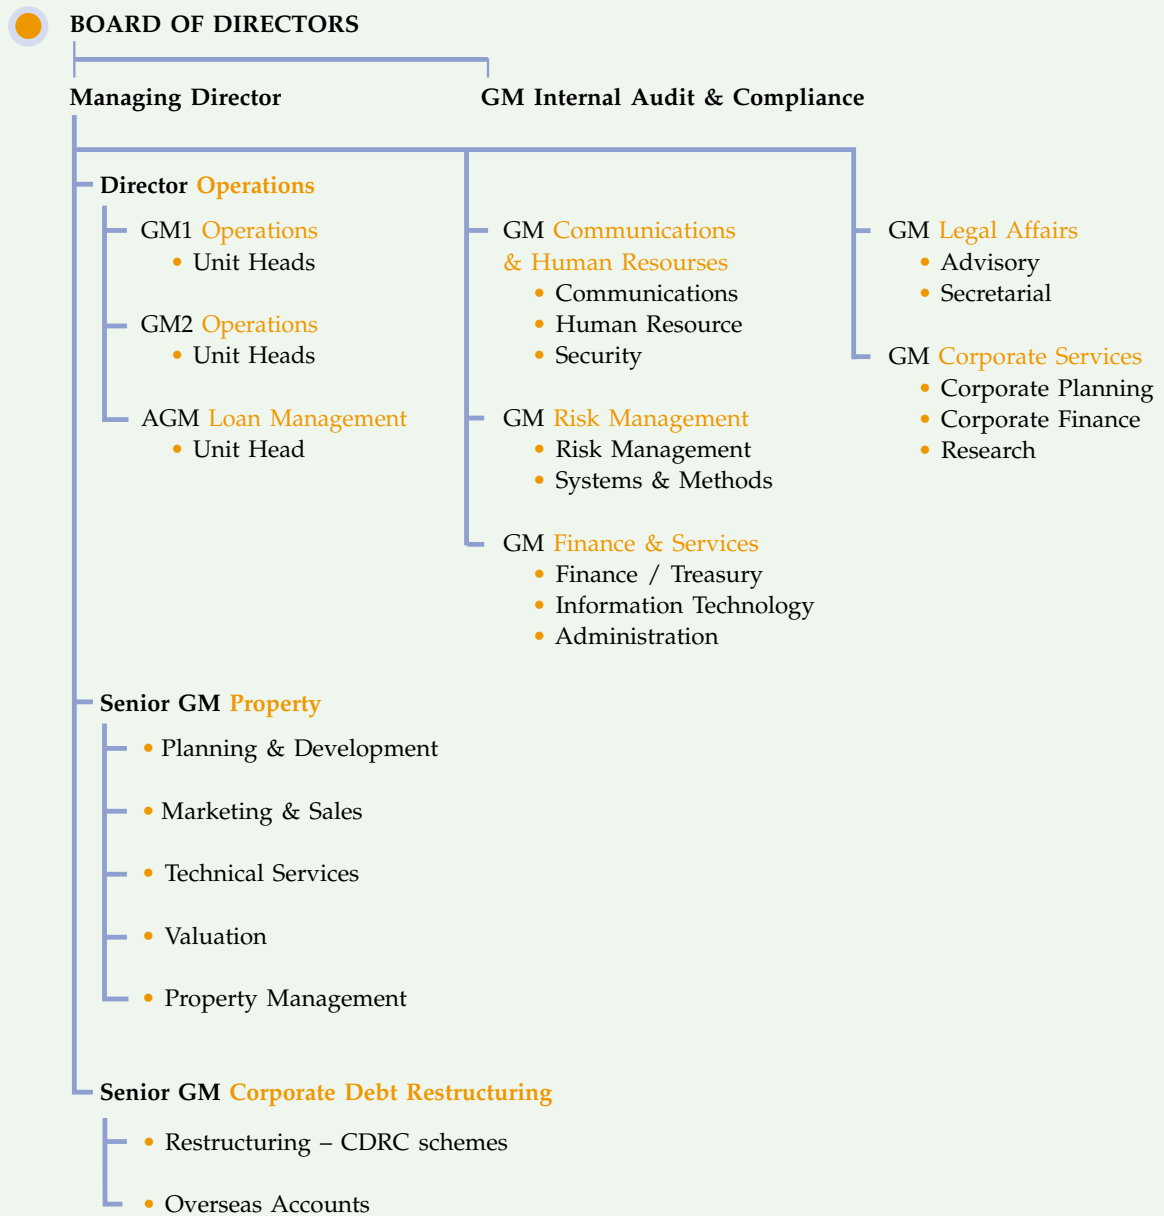 BOARD OF DIRECTORS
Managing Director
GM Internal Audit & Compliance
Director Operations
GM1 Operations
• Unit Heads
GM2 Operations
• Unit Heads
AGM Loan Management
• Unit Head
GM Communications
& Human Resourses
• Communications
• Human Resource
• Security
GM Risk Management
• Risk Management
• Systems & Methods
GM Finance & Services
• Finance / Treasury
• Information Technology
• Administration
GM Legal Affairs
• Advisory
• Secretarial
GM Corporate Services
• Corporate Planning
• Corporate Finance
• Research
Senior GM Property
• Planning & Development
• Marketing & Sales
• Technical Services
• Valuation
• Property Management
Senior GM Corporate Debt Restructuring
• Restructuring – CDRC schemes
• Overseas Accounts